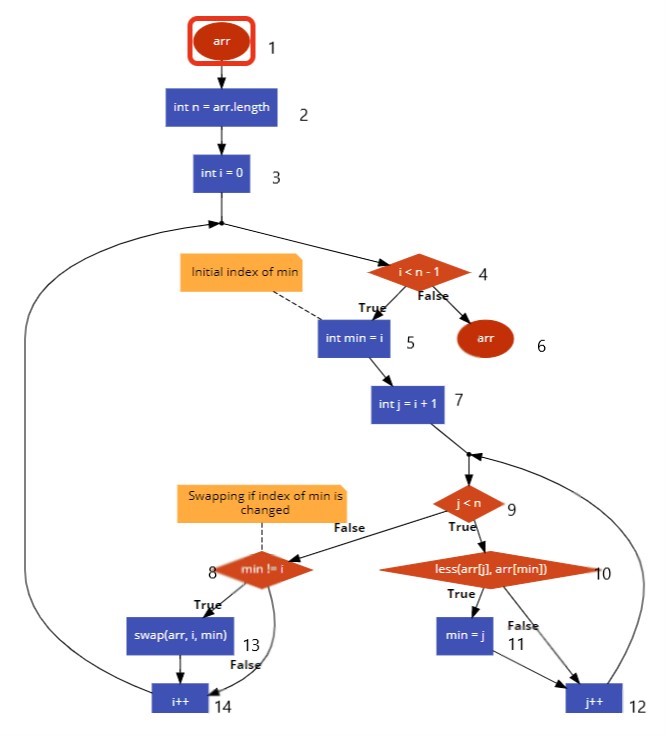 arr
1
int n = arr.length
2
int i = 0
3
Initial index of min
i < n - 1
4
True
False
int min = i
5
arr
6
int j = i + 1
7
Swapping if index of min is
changed
j < n
9
False
True
8
min != i
less(arr[j], arr[min])
10
True
True
False
swap(arr, i, min)
13
min = j
11
False
i++
14
j++
12